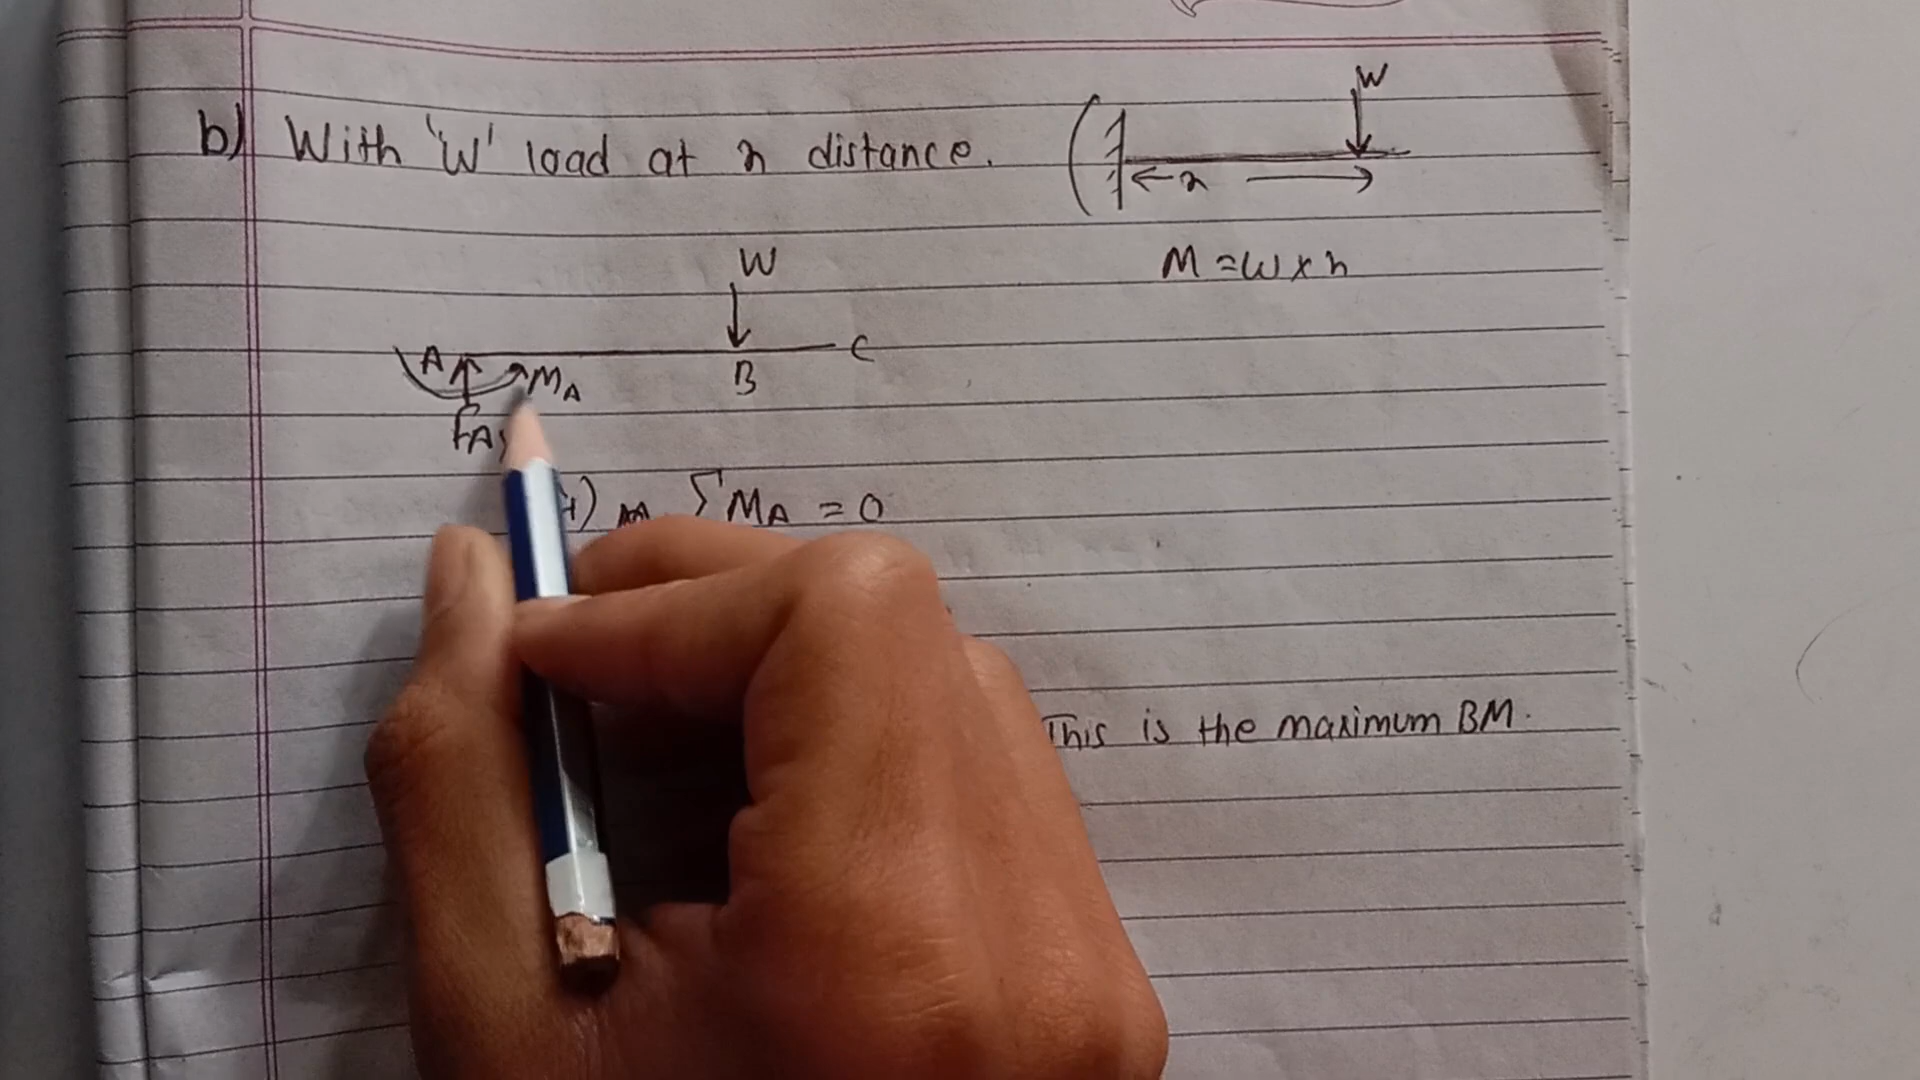 b) With 'W' load at x distance.
W
x
M = W x x
W
A
MA
B
C
FAy
+) ΣMA = 0
This is the maximum BM.